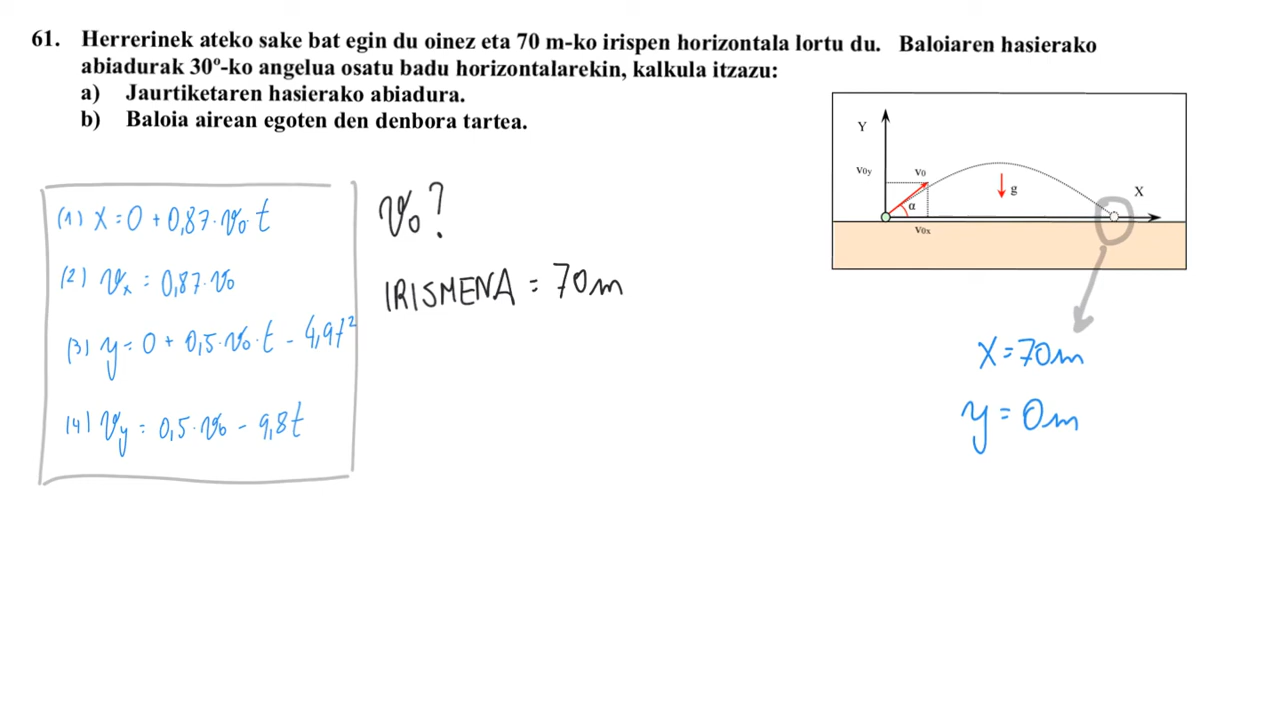 61. Herrerinek ateko sake bat egin du oinez eta 70 m-ko irispen horizontala lortu du. Baloiaren hasierako
abiadurak 30º-ko angelua osatu badu horizontalarekin, kalkula itzazu:
a) Jaurtiketaren hasierako abiadura.
b) Baloia airean egoten den denbora tartea.
Y
V0y
V0
g
X
α
V0x
(1) x = 0 + 0,87·v0·t
(2) vx = 0,87·v0
(3) y = 0 + 0,5·v0·t - 4,9t²
(4) vy = 0,5·v0 - 9,8t
v0?
IRISMENA = 70m
x = 70m
y = 0m